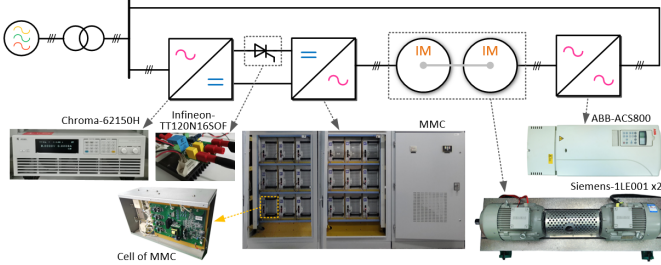 IM
IM
Chroma-62150H
Infineon-
TT120N16SOF
MMC
ABB-ACS800
Siemens-1LE001 x2
Cell of MMC